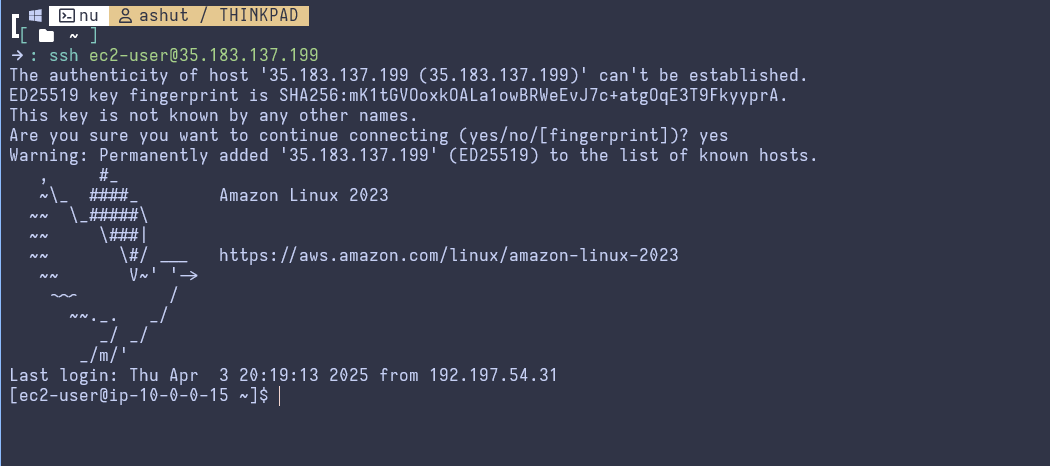 nu ashut / THINKPAD
[ ~ ]
→ : ssh ec2-user@35.183.137.199
The authenticity of host '35.183.137.199 (35.183.137.199)' can't be established.
ED25519 key fingerprint is SHA256:mK1tGVOoxkOALa1owBRWeEvJ7c+atgOqE3T9FkyyprA.
This key is not known by any other names.
Are you sure you want to continue connecting (yes/no/[fingerprint])? yes
Warning: Permanently added '35.183.137.199' (ED25519) to the list of known hosts.
   ,     #_
   ~\_  ####_        Amazon Linux 2023
  ~~  \_#####\
  ~~     \###|
  ~~       \#/ ___   https://aws.amazon.com/linux/amazon-linux-2023
   ~~       V~' '->
    ~~~         /
      ~~._.   _/
         _/ _/
       _/m/'
Last login: Thu Apr  3 20:19:13 2025 from 192.197.54.31
[ec2-user@ip-10-0-0-15 ~]$